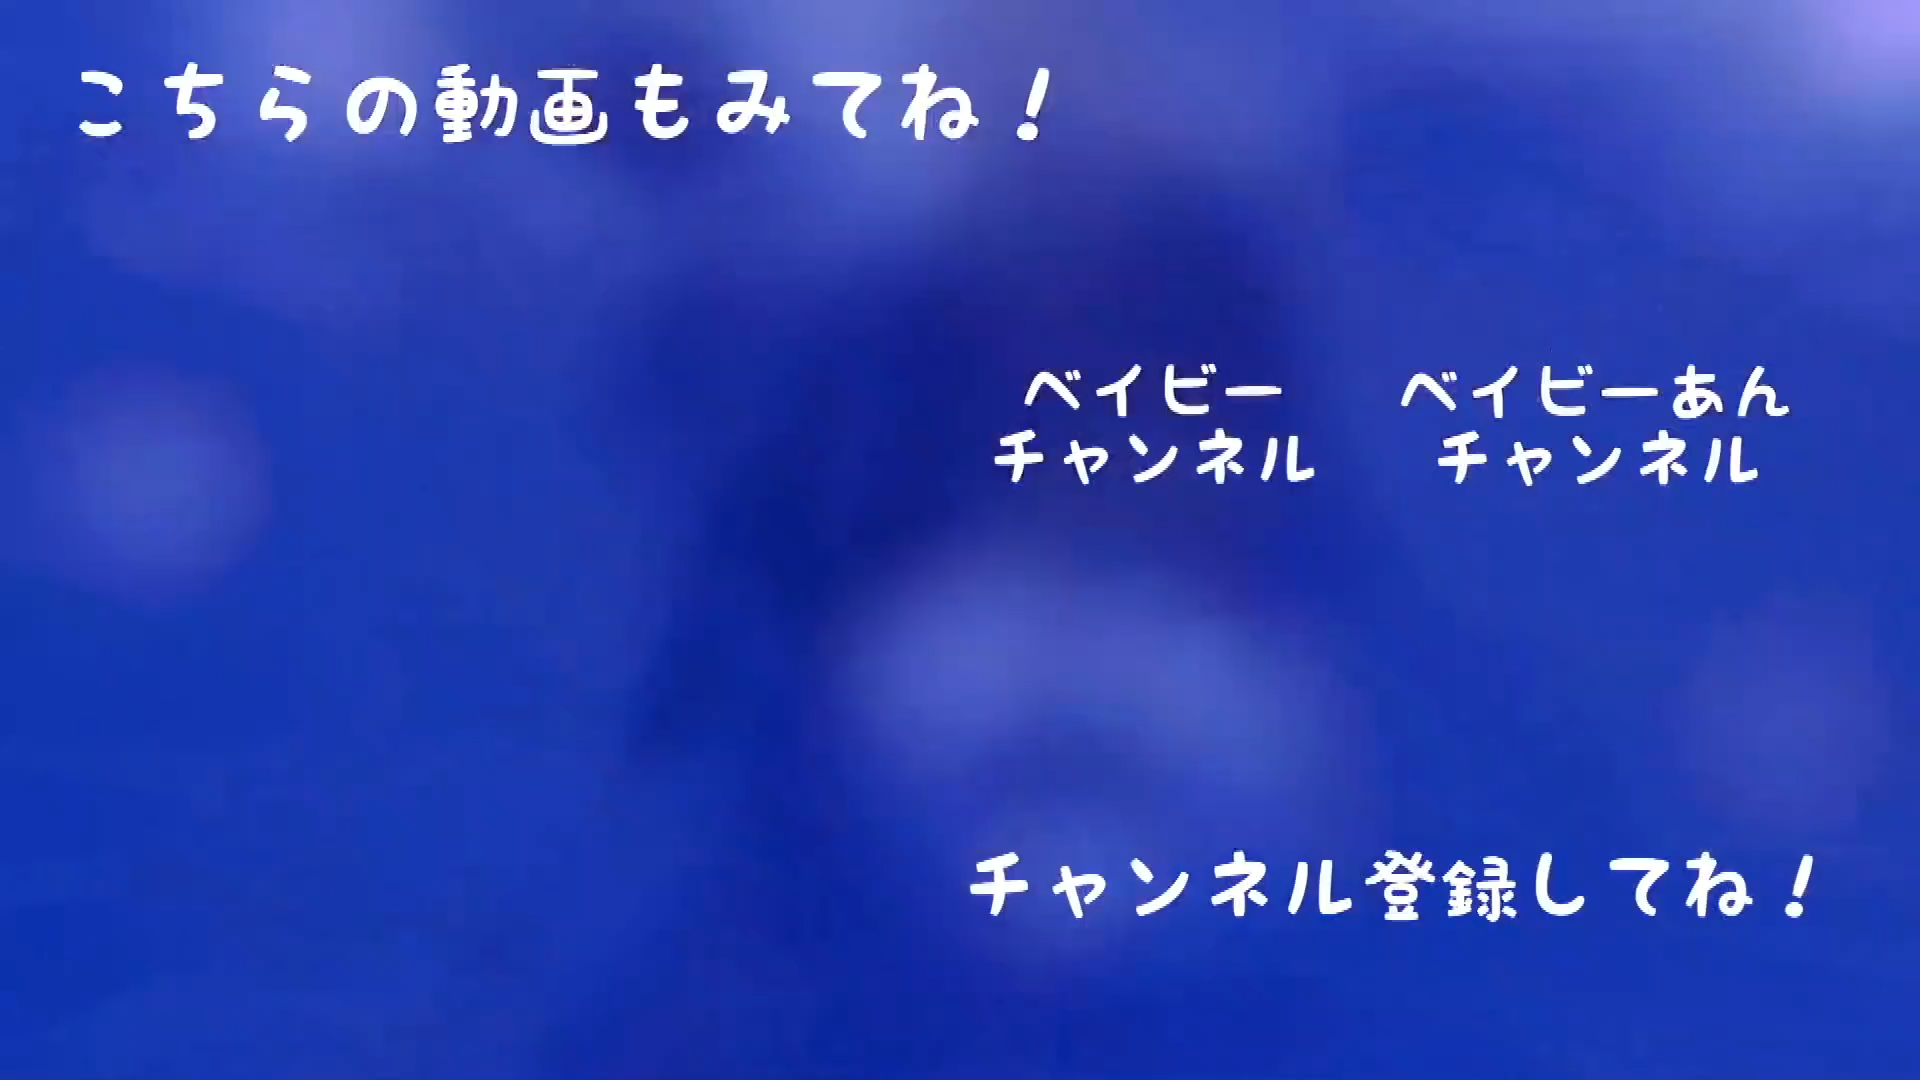 こちらの動画もみてね！
ベイビー
チャンネル
ベイビーあん
チャンネル
チャンネル登録してね！